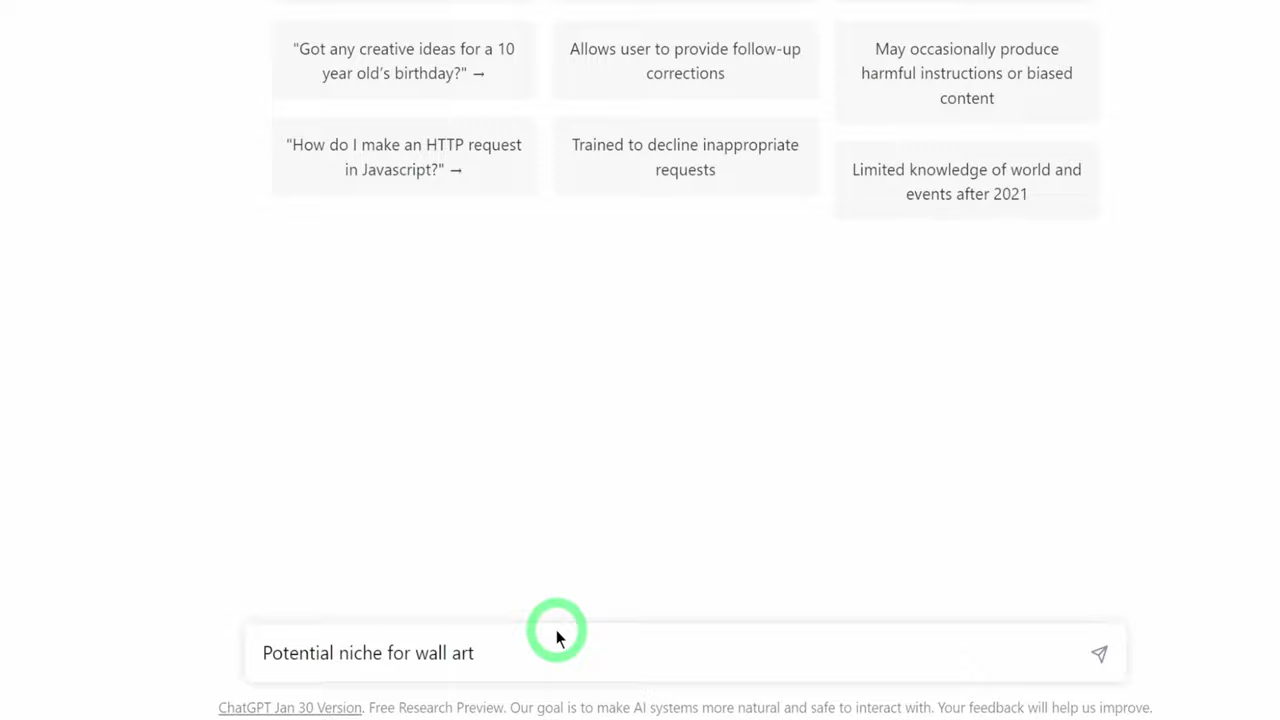 "Got any creative ideas for a 10
year old's birthday?" →
Allows user to provide follow-up
corrections
May occasionally produce
harmful instructions or biased
content
"How do I make an HTTP request
in Javascript?" →
Trained to decline inappropriate
requests
Limited knowledge of world and
events after 2021
Potential niche for wall art
ChatGPT Jan 30 Version. Free Research Preview. Our goal is to make AI systems more natural and safe to interact with. Your feedback will help us improve.